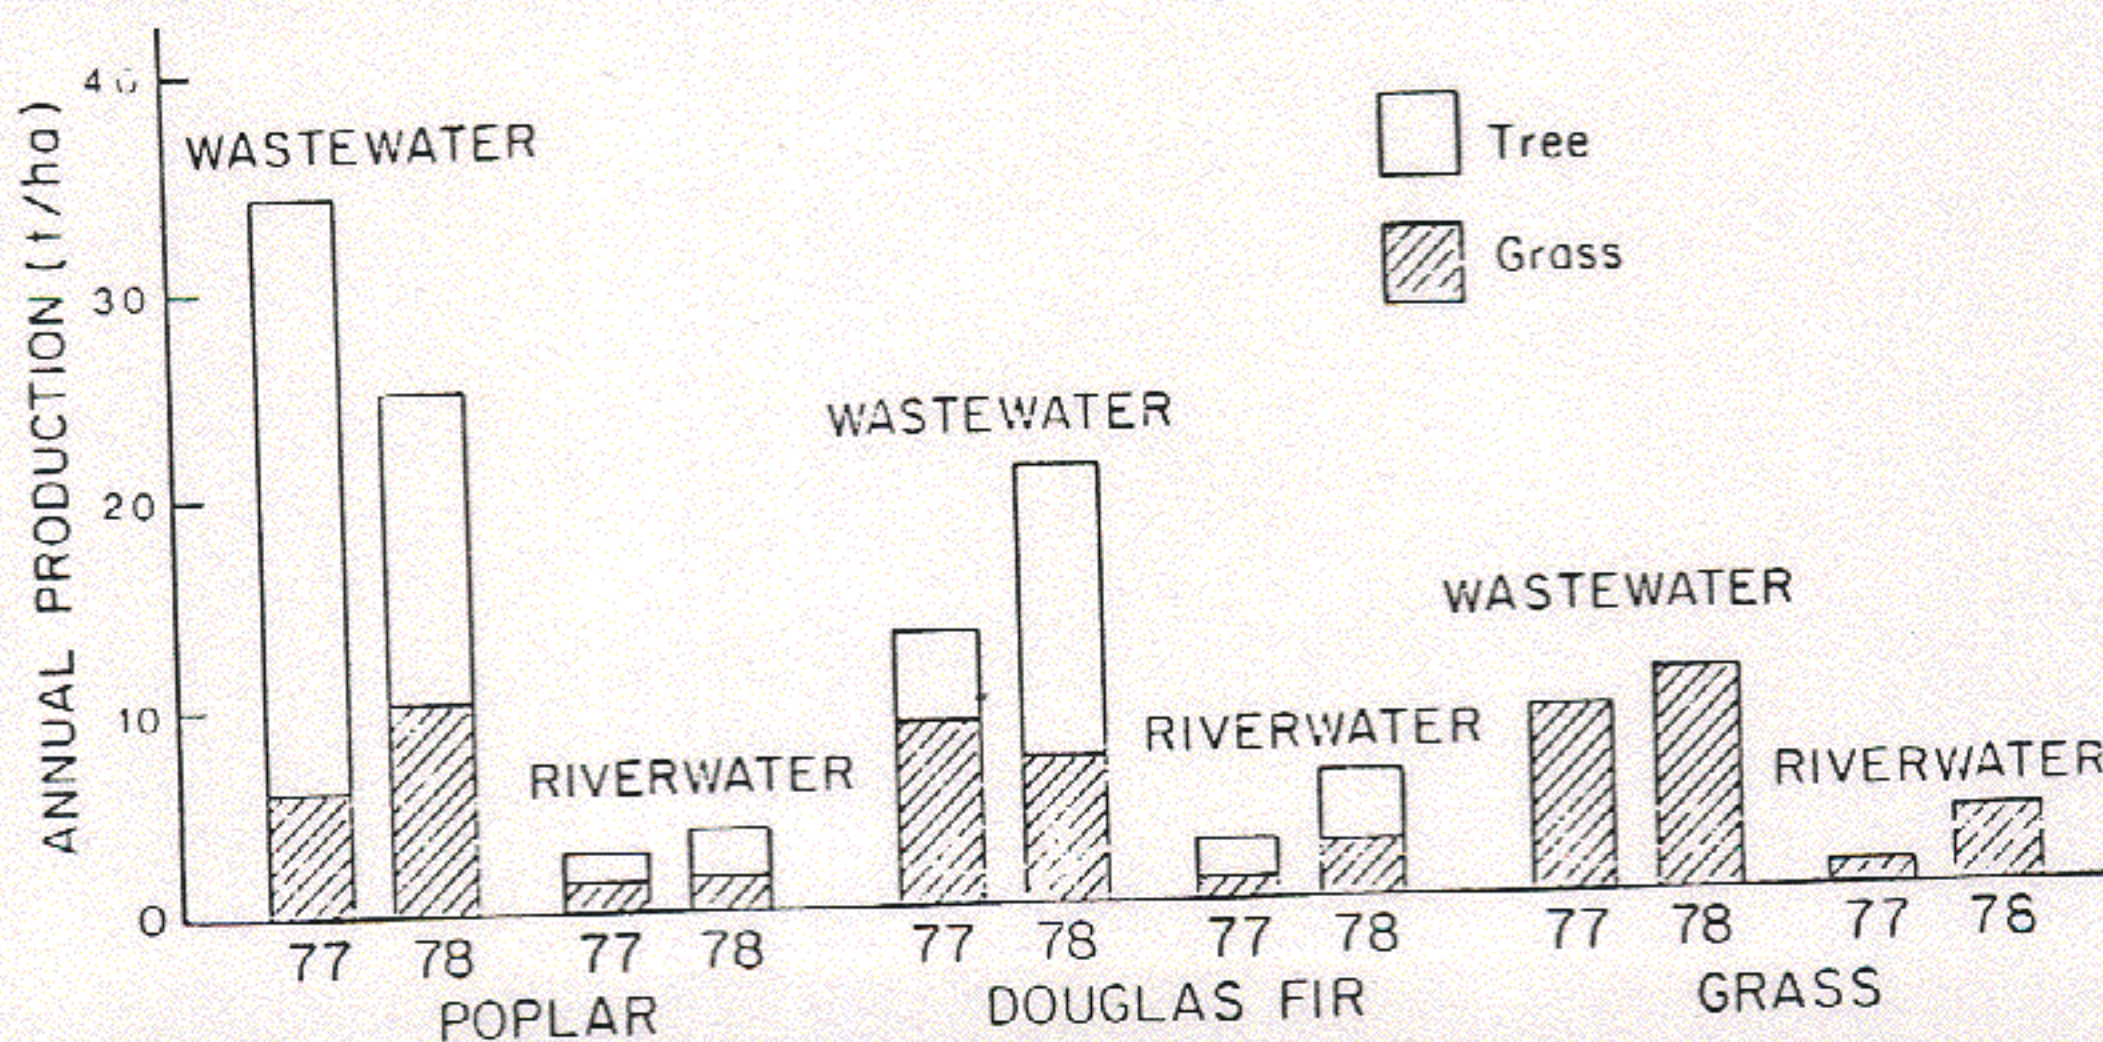 ANNUAL PRODUCTION (t/ha)
40
30
20
10
0
WASTEWATER
RIVERWATER
WASTEWATER
RIVERWATER
WASTEWATER
RIVERWATER
Tree
Grass
77 78 77 78 77 78 77 78 77 78 77 78
POPLAR DOUGLAS FIR GRASS